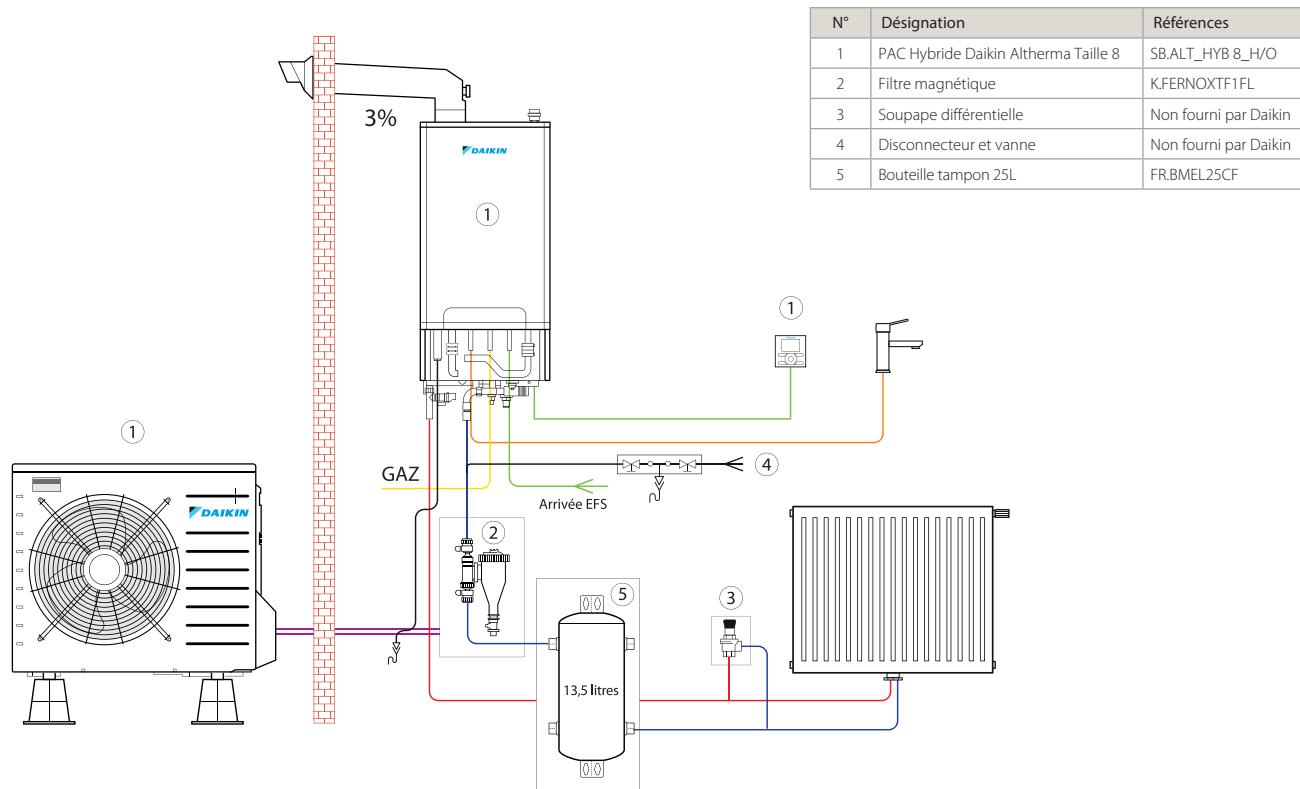 N° Désignation Références
1 PAC Hybride Daikin Altherma Taille 8 SB.ALT_HYB 8_H/O
2 Filtre magnétique K.FERNOXTF1FL
3 Soupape différentielle Non fourni par Daikin
4 Disconnecteur et vanne Non fourni par Daikin
5 Bouteille tampon 25L FR.BMEL25CF
3%
DAIKIN
1
1
1
GAZ
4
Arrivée EFS
DAIKIN
2
5
3
13,5 litres